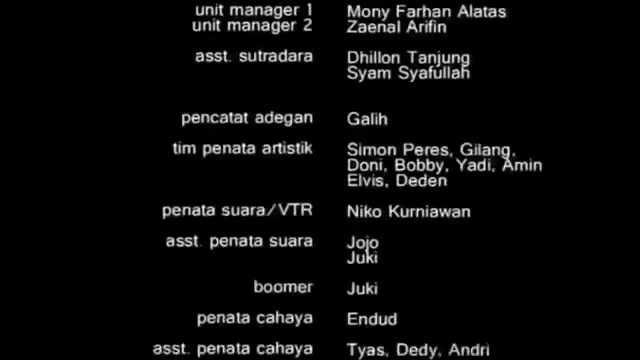 unit manager 1 Mony Farhan Alatas
unit manager 2 Zaenal Arifin
asst. sutradara Dhillon Tanjung
Syam Syafullah
pencatat adegan Galih
tim penata artistik Simon Peres, Gilang,
Doni, Bobby, Yadi, Amin
Elvis, Deden
penata suara/VTR Niko Kurniawan
asst. penata suara Jojo
Juki
boomer Juki
penata cahaya Endud
asst. penata cahaya Tyas, Dedy, Andri